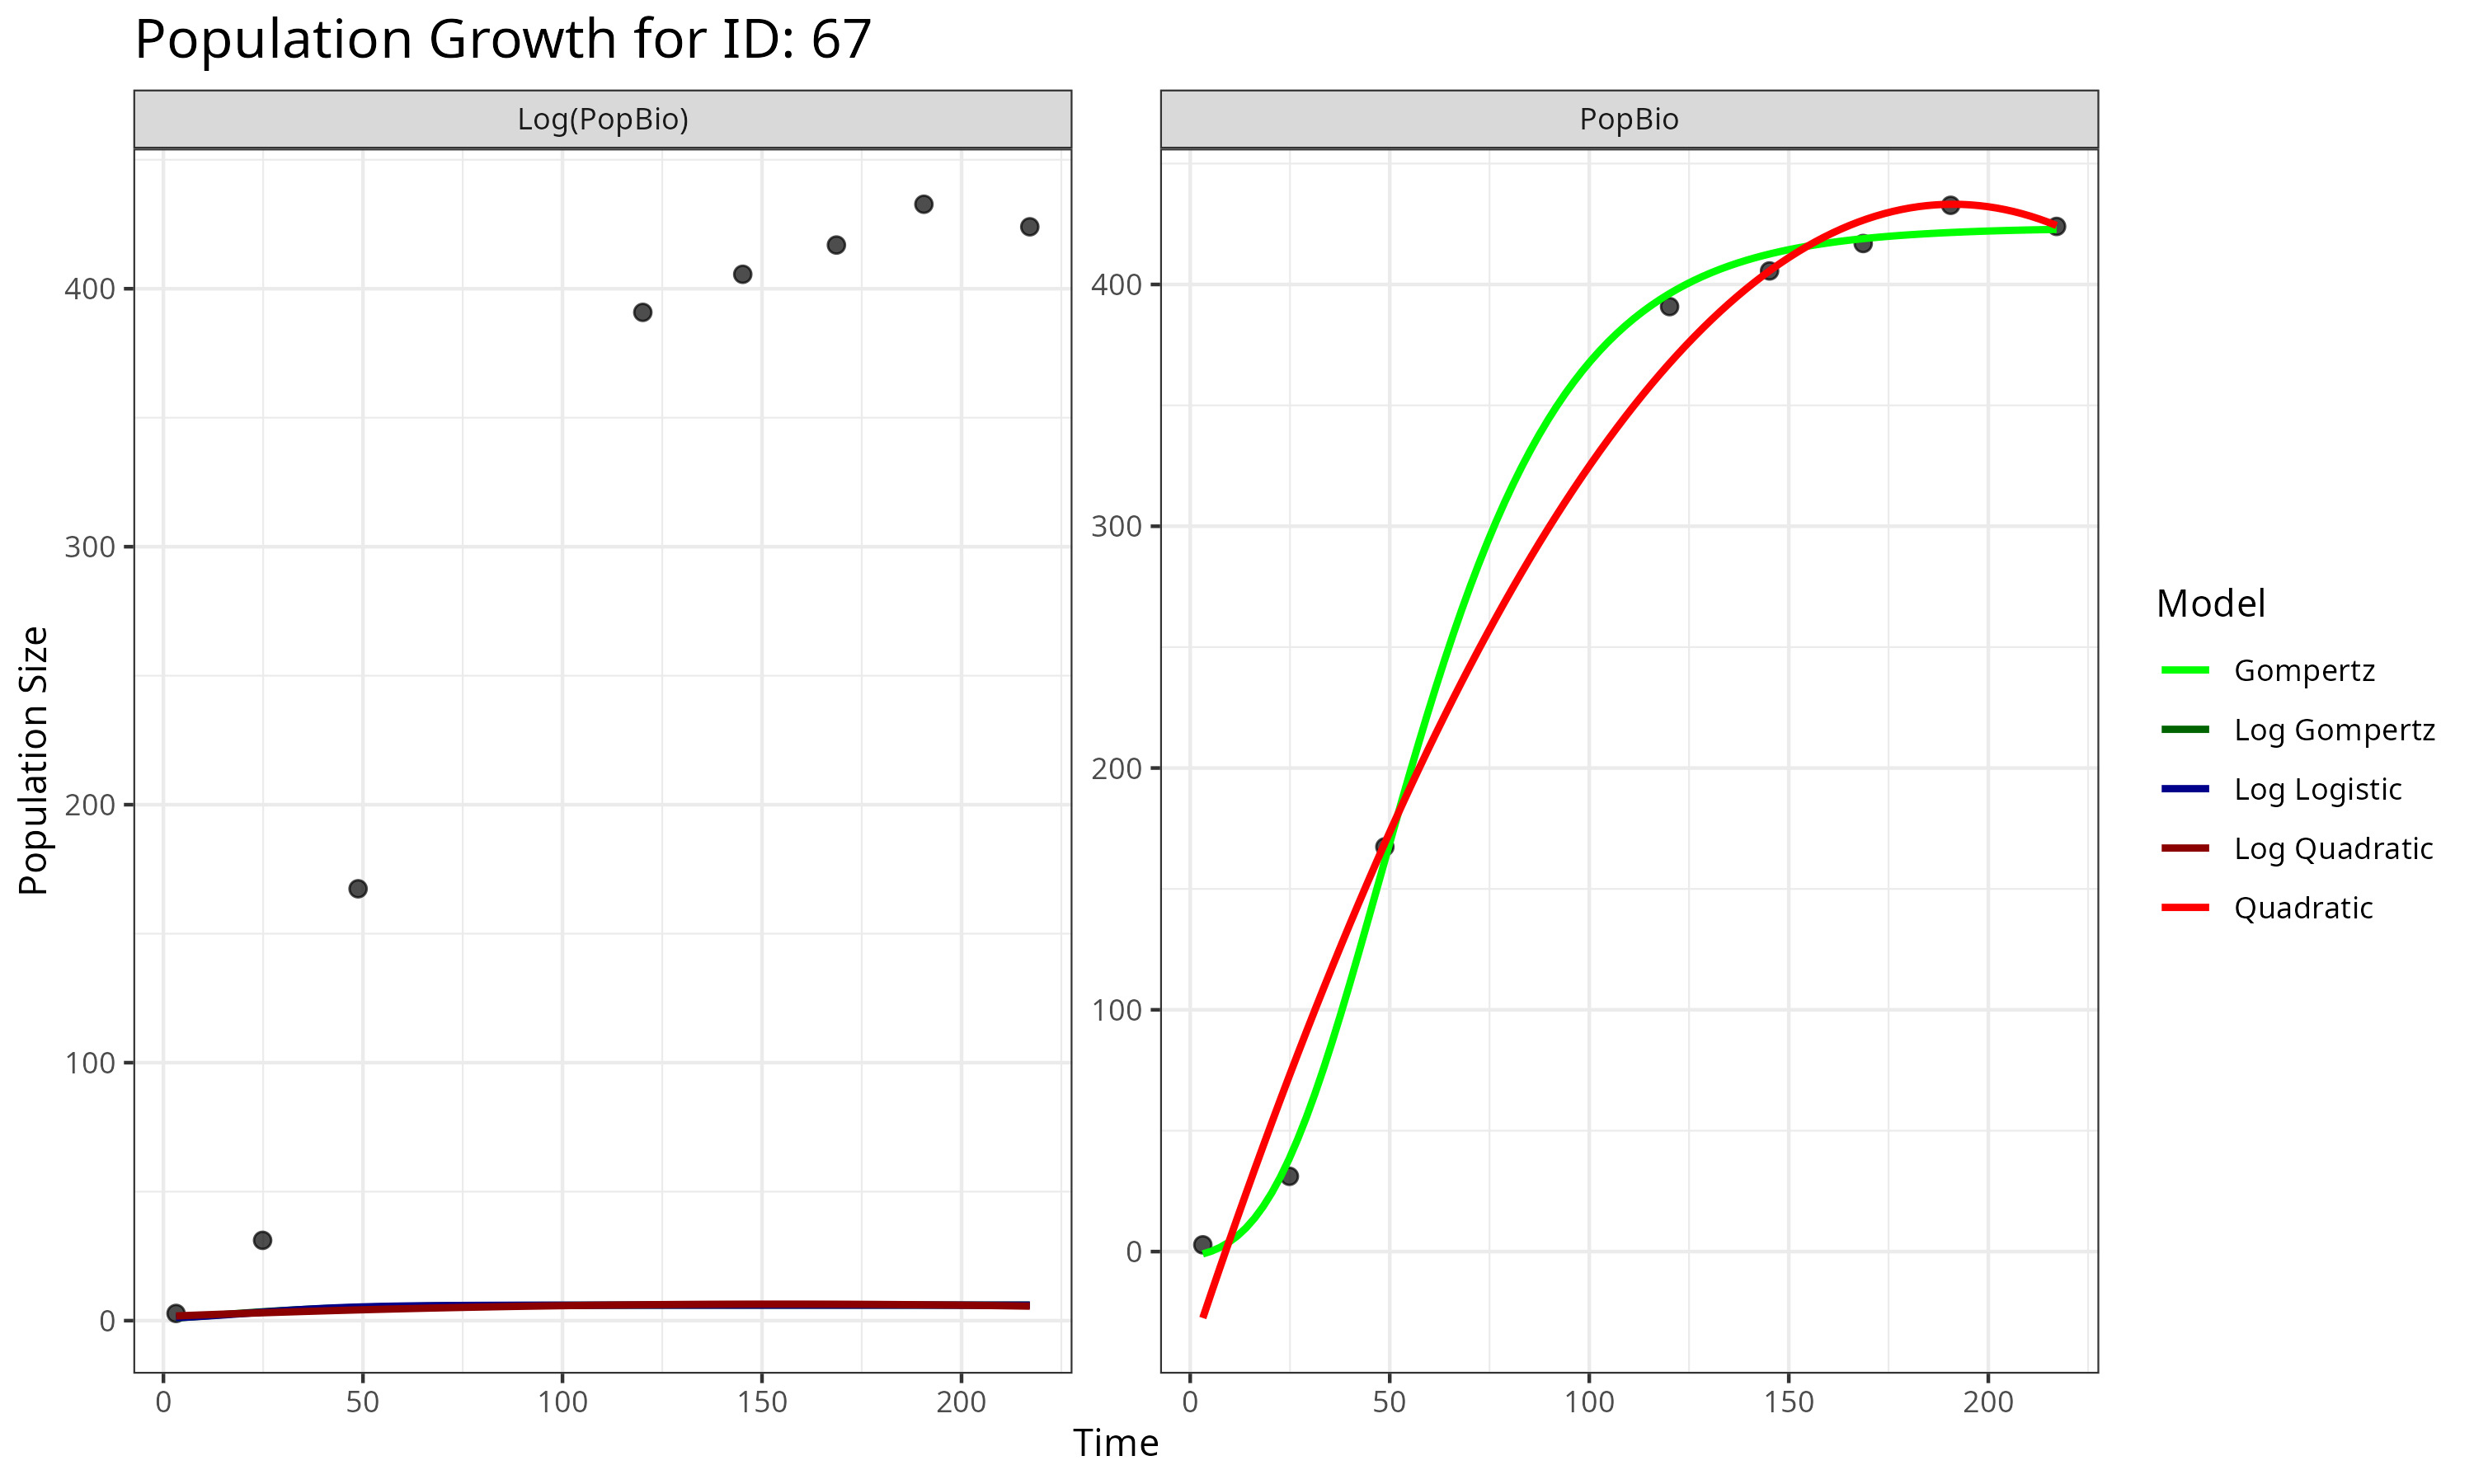 Population Growth for ID: 67
Log(PopBio)
PopBio
Population Size
400
300
200
100
0
0 50 100 150 200
400
300
200
100
0
0 50 100 150 200
Time
Model
Gompertz
Log Gompertz
Log Logistic
Log Quadratic
Quadratic